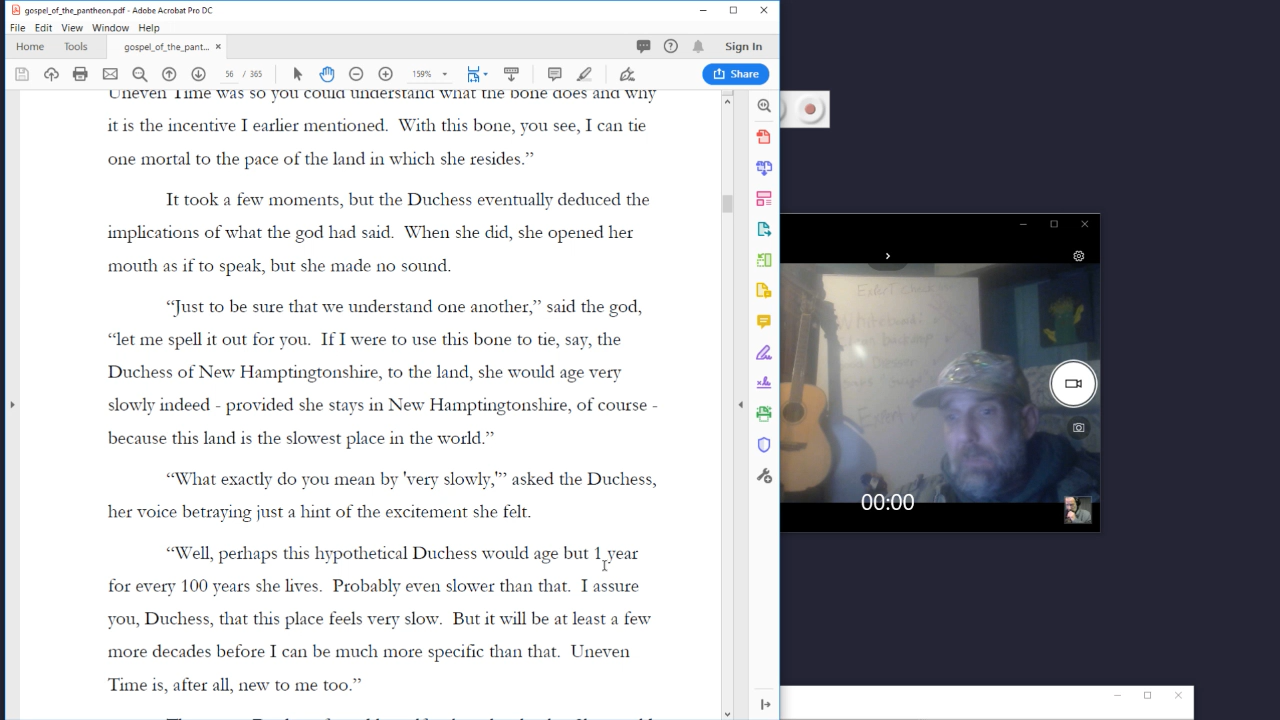 gospel_of_the_pantheon.pdf - Adobe Acrobat Pro DC
File Edit View Window Help
Home Tools gospel_of_the_pant... × Sign In
56 / 365 159% Share
Uneven Time was so you could understand what the bone does and why
it is the incentive I earlier mentioned. With this bone, you see, I can tie
one mortal to the pace of the land in which she resides.”
It took a few moments, but the Duchess eventually deduced the
implications of what the god had said. When she did, she opened her
mouth as if to speak, but she made no sound.
“Just to be sure that we understand one another,” said the god,
“let me spell it out for you. If I were to use this bone to tie, say, the
Duchess of New Hamptingtonshire, to the land, she would age very
slowly indeed - provided she stays in New Hamptingtonshire, of course -
because this land is the slowest place in the world.”
“What exactly do you mean by 'very slowly,'” asked the Duchess,
her voice betraying just a hint of the excitement she felt.
“Well, perhaps this hypothetical Duchess would age but 1 year
for every 100 years she lives. Probably even slower than that. I assure
you, Duchess, that this place feels very slow. But it will be at least a few
more decades before I can be much more specific than that. Uneven
Time is, after all, new to me too.”
Expert
00:00